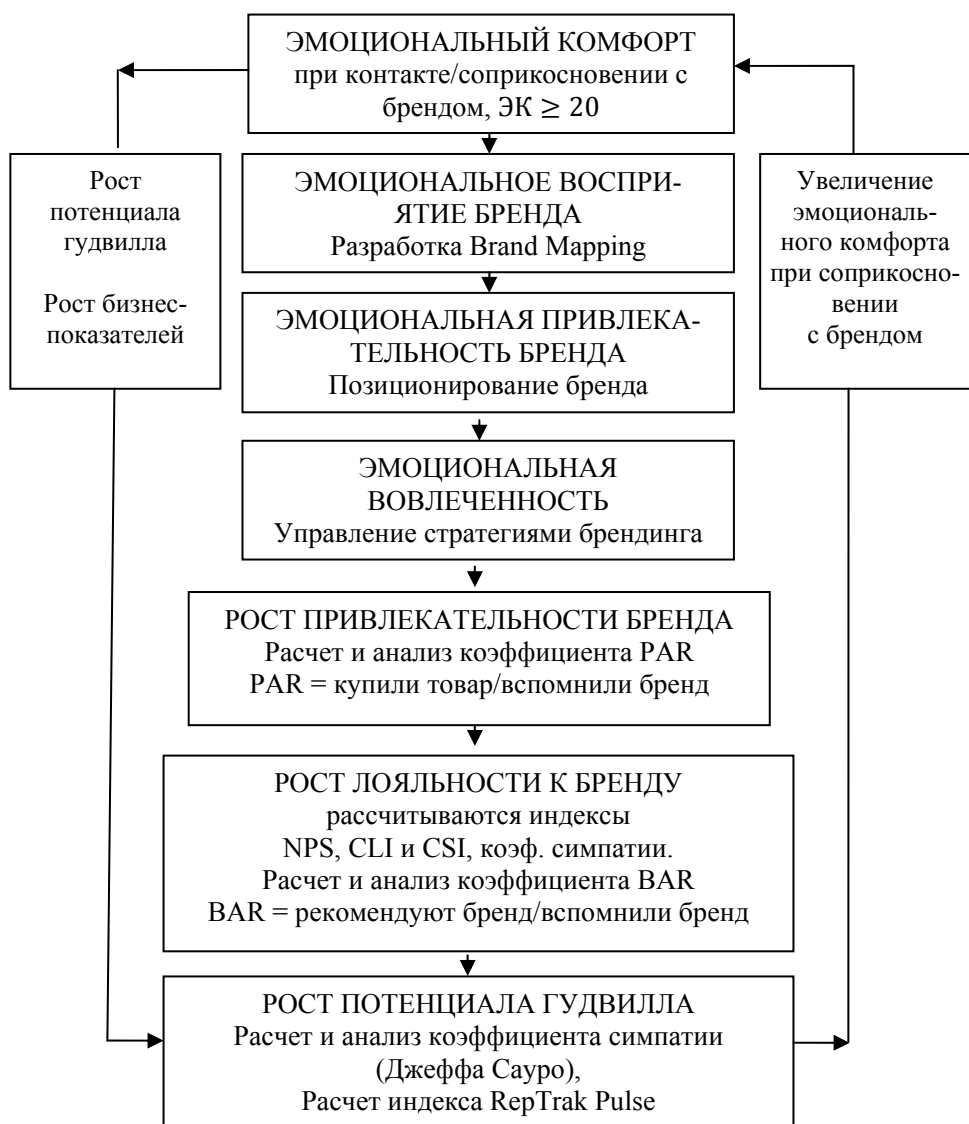 ЭМОЦИОНАЛЬНЫЙ КОМФОРТ
при контакте/соприкосновении с
брендом, ЭК ≥ 20
Рост
потенциала
гудвилла
Рост бизнес-
показателей
ЭМОЦИОНАЛЬНОЕ ВОСПРИ-
ЯТИЕ БРЕНДА
Разработка Brand Mapping
Увеличение
эмоциональ-
ного комфорта
при соприкосно-
вении
с брендом
ЭМОЦИОНАЛЬНАЯ ПРИВЛЕКА-
ТЕЛЬНОСТЬ БРЕНДА
Позиционирование бренда
ЭМОЦИОНАЛЬНАЯ
ВОВЛЕЧЕННОСТЬ
Управление стратегиями брендинга
РОСТ ПРИВЛЕКАТЕЛЬНОСТИ БРЕНДА
Расчет и анализ коэффициента PAR
PAR = купили товар/вспомнили бренд
РОСТ ЛОЯЛЬНОСТИ К БРЕНДУ
рассчитываются индексы
NPS, CLI и CSI, коэф. симпатии.
Расчет и анализ коэффициента BAR
BAR = рекомендуют бренд/вспомнили бренд
РОСТ ПОТЕНЦИАЛА ГУДВИЛЛА
Расчет и анализ коэффициента симпатии
(Джеффа Сауро),
Расчет индекса RepTrak Pulse